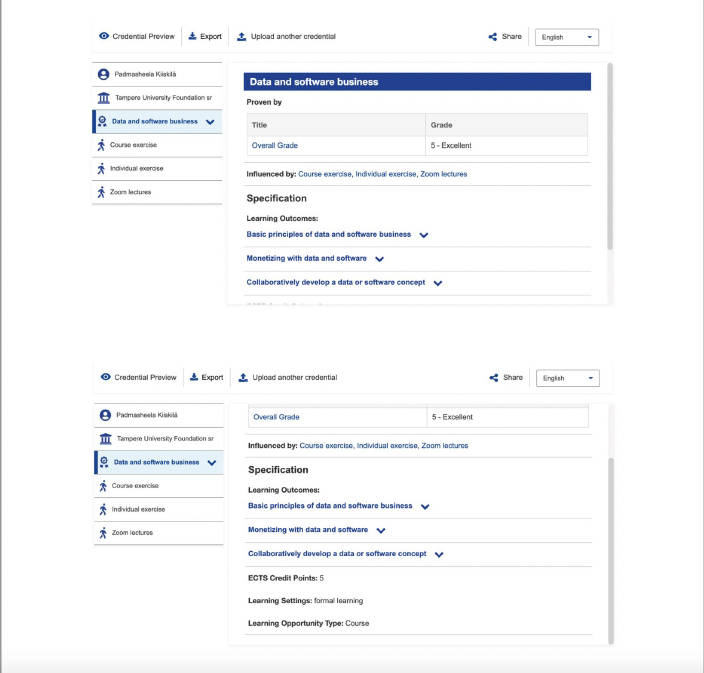 Credential Preview Export Upload another credential Share English
Padmasheela Kiiskilä
Tampere University Foundation sr
Data and software business
Course exercise
Individual exercise
Zoom lectures
Data and software business
Proven by
Title Grade
Overall Grade 5 - Excellent
Influenced by: Course exercise, Individual exercise, Zoom lectures
Specification
Learning Outcomes:
Basic principles of data and software business
Monetizing with data and software
Collaboratively develop a data or software concept
Credential Preview Export Upload another credential Share English
Padmasheela Kiiskilä
Tampere University Foundation sr
Data and software business
Course exercise
Individual exercise
Zoom lectures
Overall Grade 5 - Excellent
Influenced by: Course exercise, Individual exercise, Zoom lectures
Specification
Learning Outcomes:
Basic principles of data and software business
Monetizing with data and software
Collaboratively develop a data or software concept
ECTS Credit Points: 5
Learning Settings: formal learning
Learning Opportunity Type: Course